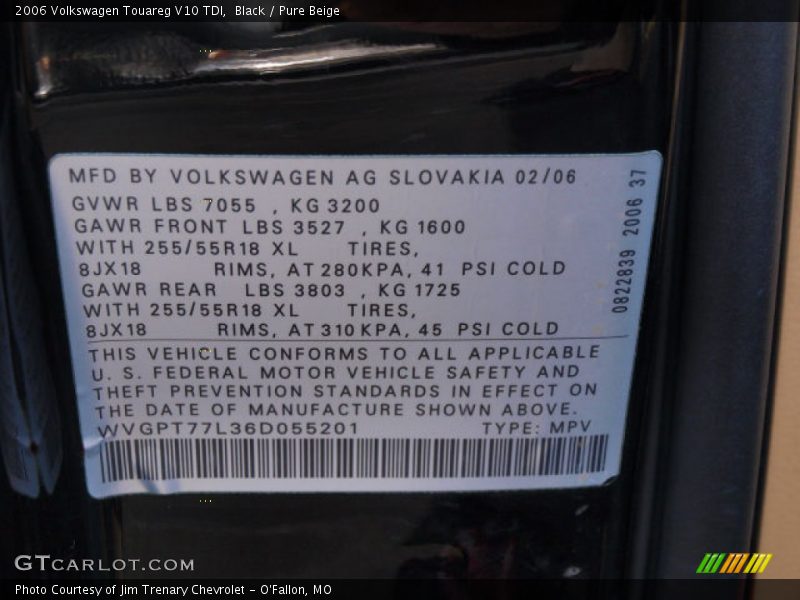 2006 Volkswagen Touareg V10 TDI,  Black / Pure Beige
MFD BY VOLKSWAGEN AG SLOVAKIA 02/06
GVWR LBS 7055 , KG 3200
GAWR FRONT LBS 3527 , KG 1600
WITH 255/55R18 XL TIRES,
8JX18 RIMS, AT 280KPA, 41 PSI COLD
GAWR REAR LBS 3803 , KG 1725
WITH 255/55R18 XL TIRES,
8JX18 RIMS, AT 310 KPA, 45 PSI COLD
THIS VEHICLE CONFORMS TO ALL APPLICABLE
U. S. FEDERAL MOTOR VEHICLE SAFETY AND
THEFT PREVENTION STANDARDS IN EFFECT ON
THE DATE OF MANUFACTURE SHOWN ABOVE.
WVGPT77L36D055201 TYPE: MPV
0822839 2006 37
GTCARLOT.COM
Photo Courtesy of Jim Trenary Chevrolet - O'Fallon, MO